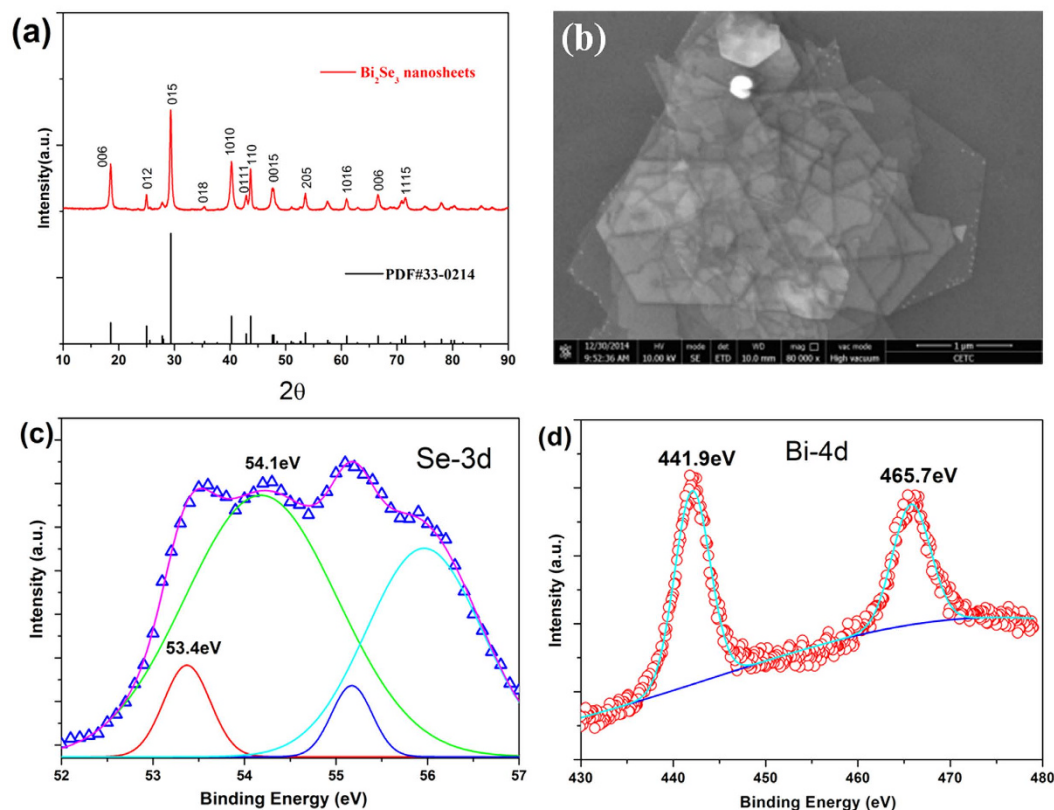 (a)
Intensity(a.u.)
Bi₂Se₃ nanosheets
006
012
015
018
1010
0111
110
0015
205
1016
006
1115
PDF#33-0214
10 20 30 40 50 60 70 80 90
2θ
(b)
12/30/2014 HV mode det WD mag □ vac mode 1 µm
9:52:36 AM 10.00 kV SE ETD 10.0 mm 80 000 x High vacuum CETC
(c)
Se-3d
54.1eV
53.4eV
Intensity (a.u.)
52 53 54 55 56 57
Binding Energy (eV)
(d)
Bi-4d
441.9eV
465.7eV
Intensity (a.u.)
430 440 450 460 470 480
Binding Energy (eV)